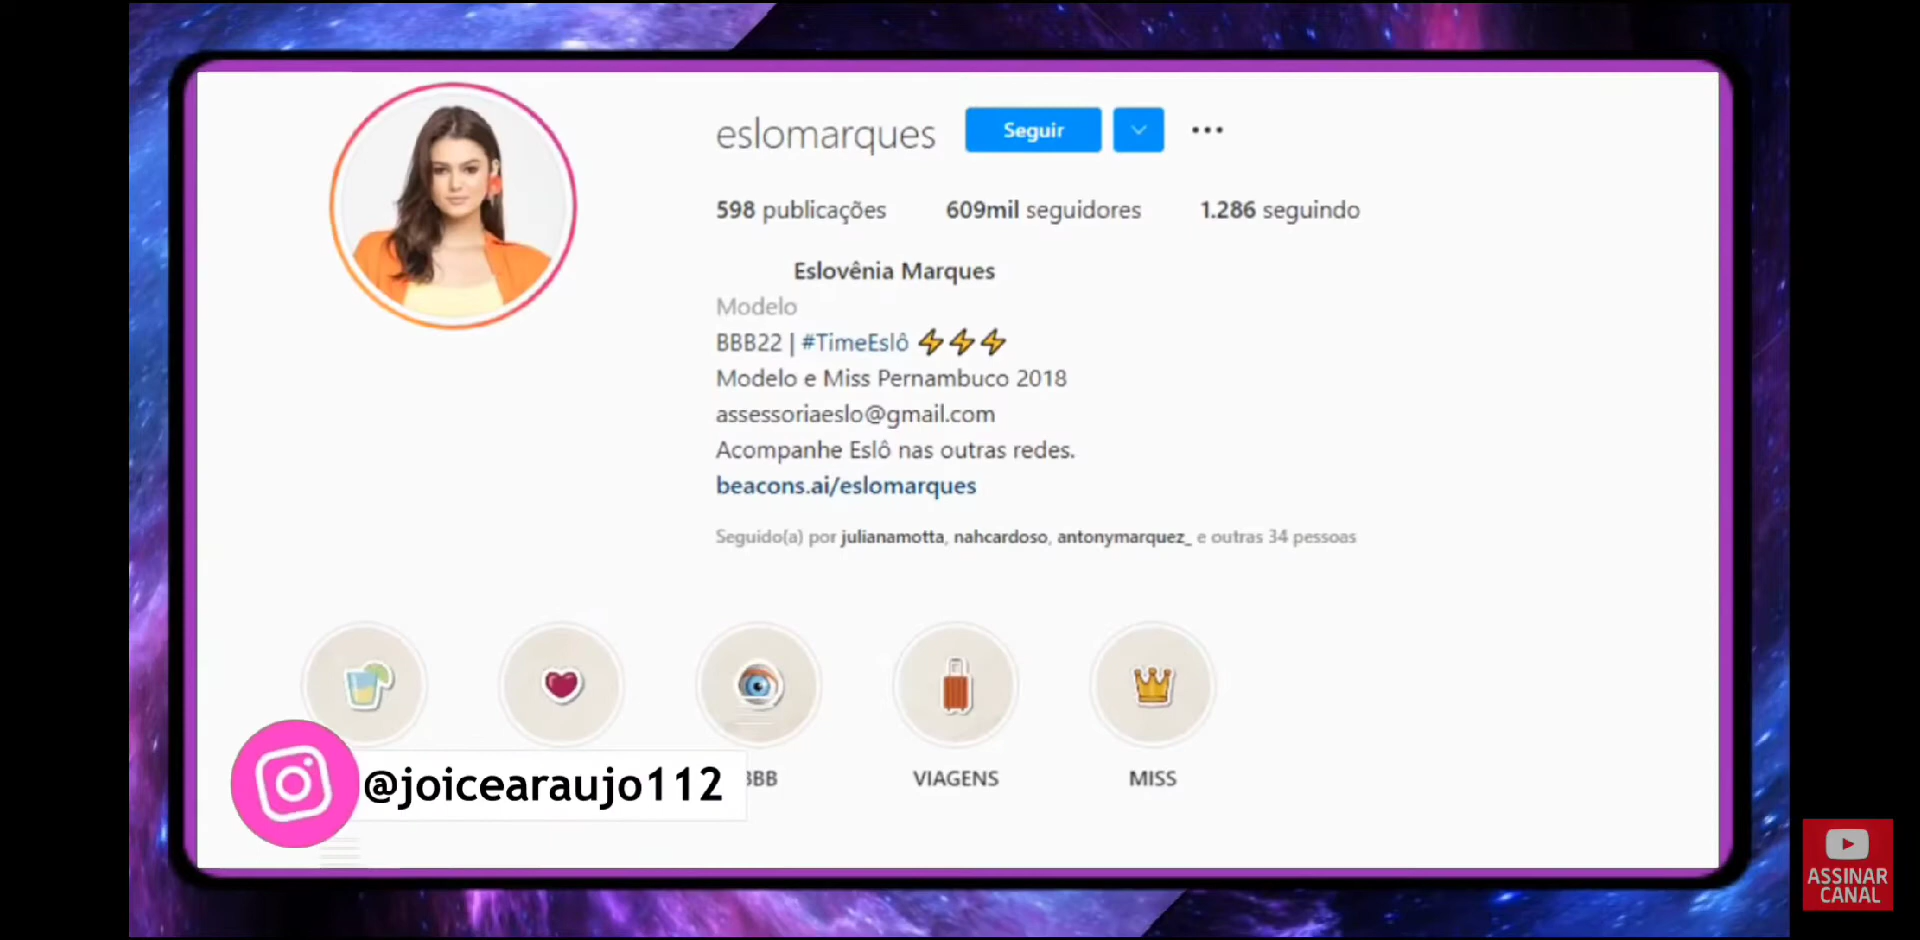 eslomarques Seguir
598 publicações 609mil seguidores 1.286 seguindo
Eslovênia Marques
Modelo
BBB22 | #TimeEslô ⚡⚡⚡
Modelo e Miss Pernambuco 2018
assessoriaeslo@gmail.com
Acompanhe Eslô nas outras redes.
beacons.ai/eslomarques
Seguido(a) por julianamotta, nahcardoso, antonymarquez_ e outras 34 pessoas
BBB VIAGENS MISS
@joicearaujo112
ASSINAR
CANAL